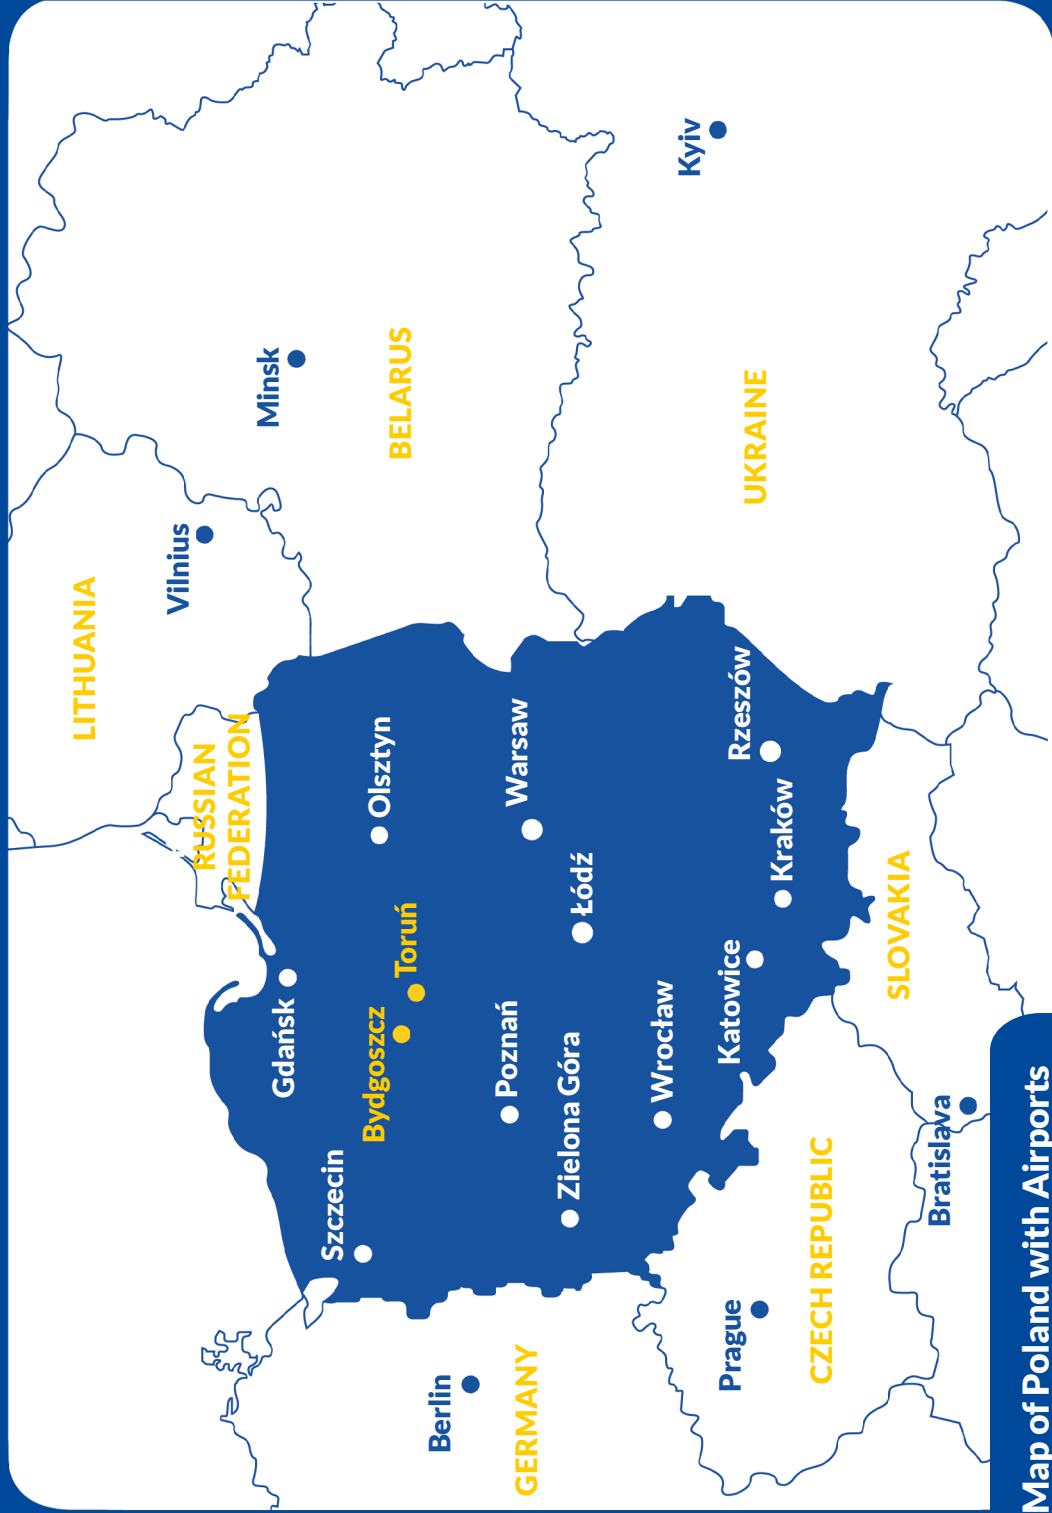 LITHUANIA
Vilnius
Minsk
RUSSIAN
FEDERATION
BELARUS
Gdańsk
Olsztyn
Szczecin
Bydgoszcz
Toruń
Berlin
GERMANY
Poznań
Warsaw
Zielona Góra
Łódź
Wrocław
Kyiv
UKRAINE
Katowice
Rzeszów
Prague
Kraków
CZECH REPUBLIC
SLOVAKIA
Bratislava
Map of Poland with Airports